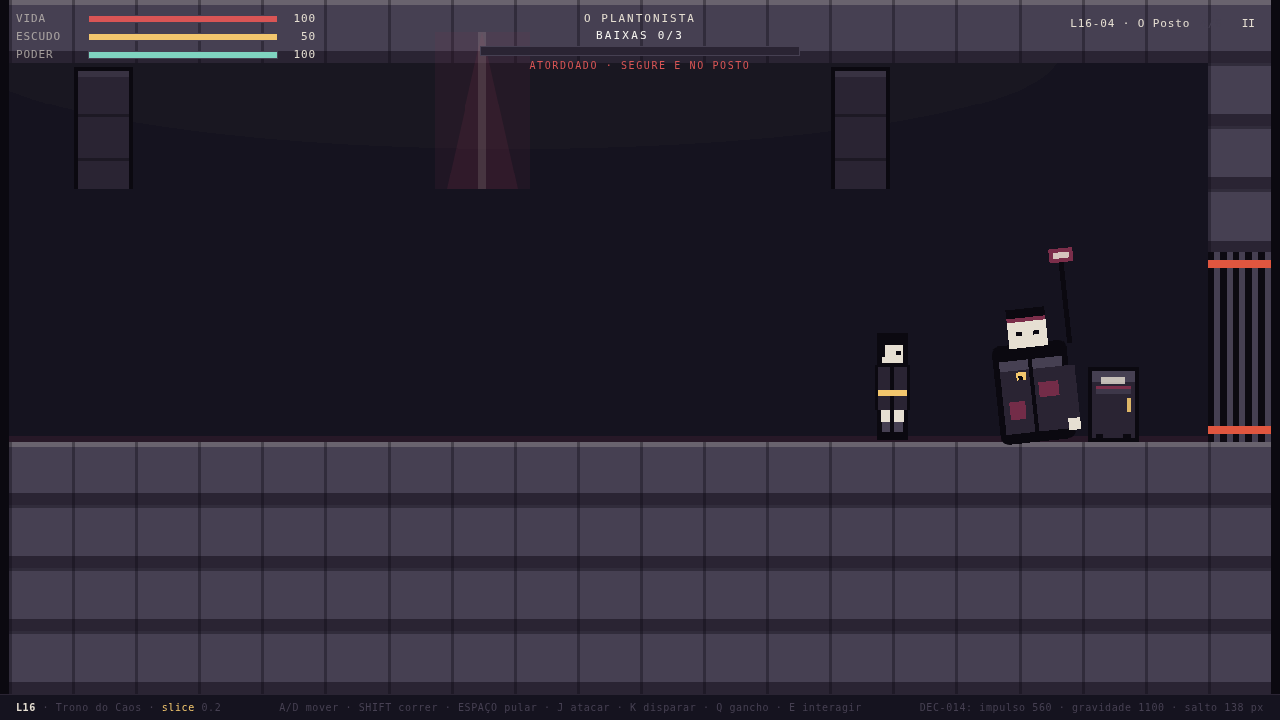 VIDA 100
ESCUDO 50
PODER 100
O PLANTONISTA
BAIXAS 0/3
ATORDOADO · SEGURE E NO POSTO
L16-04 · O Posto II
L16 · Trono do Caos · slice 0.2
A/D mover · SHIFT correr · ESPAÇO pular · J atacar · K disparar · Q gancho · E interagir
DEC-014: impulso 560 · gravidade 1100 · salto 138 px